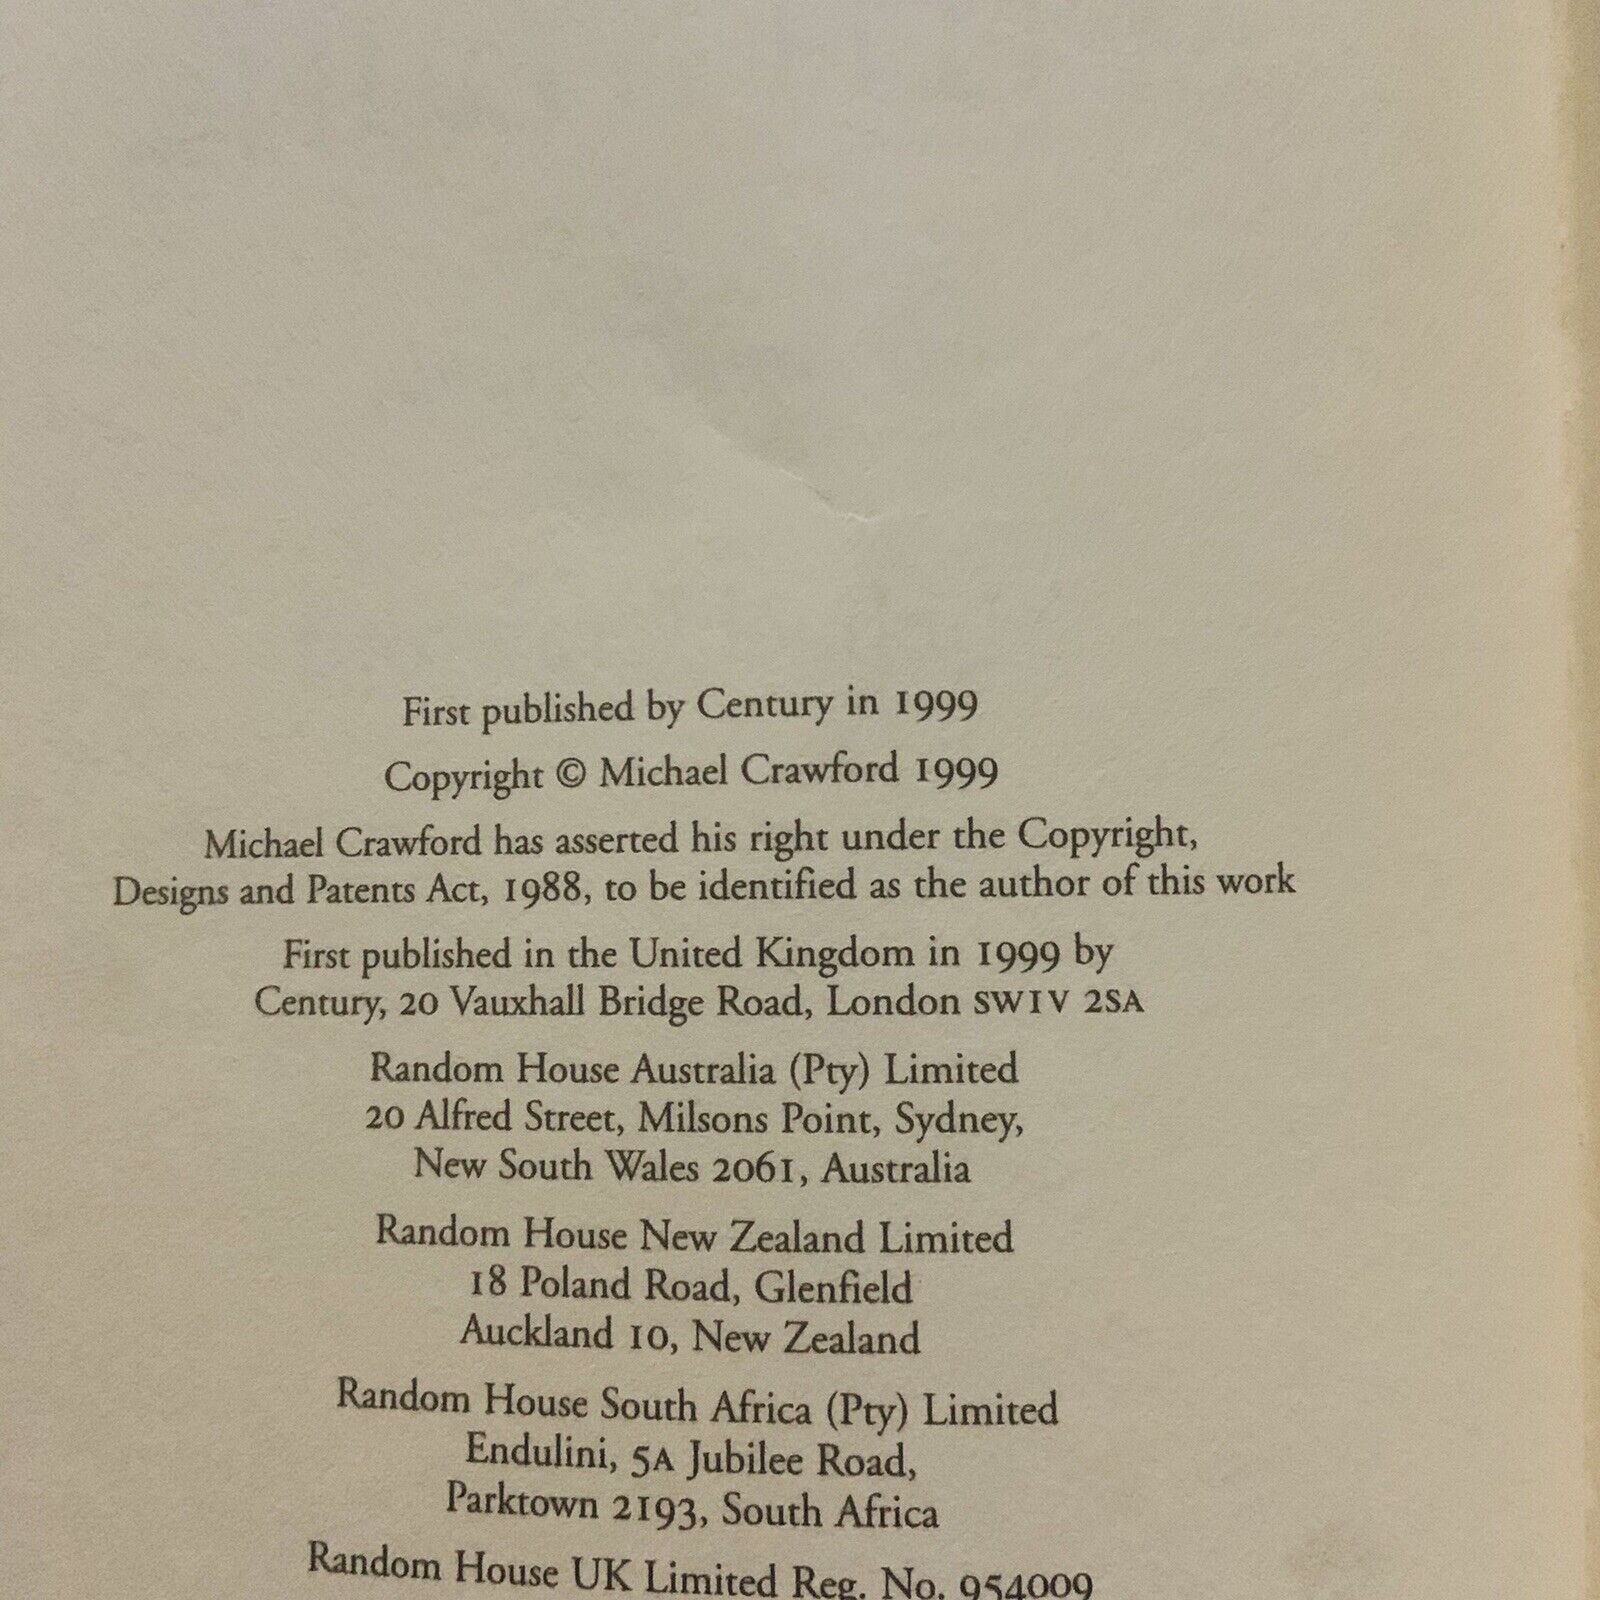 First published by Century in 1999
Copyright © Michael Crawford 1999
Michael Crawford has asserted his right under the Copyright,
Designs and Patents Act, 1988, to be identified as the author of this work
First published in the United Kingdom in 1999 by
Century, 20 Vauxhall Bridge Road, London SW1V 2SA
Random House Australia (Pty) Limited
20 Alfred Street, Milsons Point, Sydney,
New South Wales 2061, Australia
Random House New Zealand Limited
18 Poland Road, Glenfield
Auckland 10, New Zealand
Random House South Africa (Pty) Limited
Endulini, 5A Jubilee Road,
Parktown 2193, South Africa
Random House UK Limited Reg. No. 954009